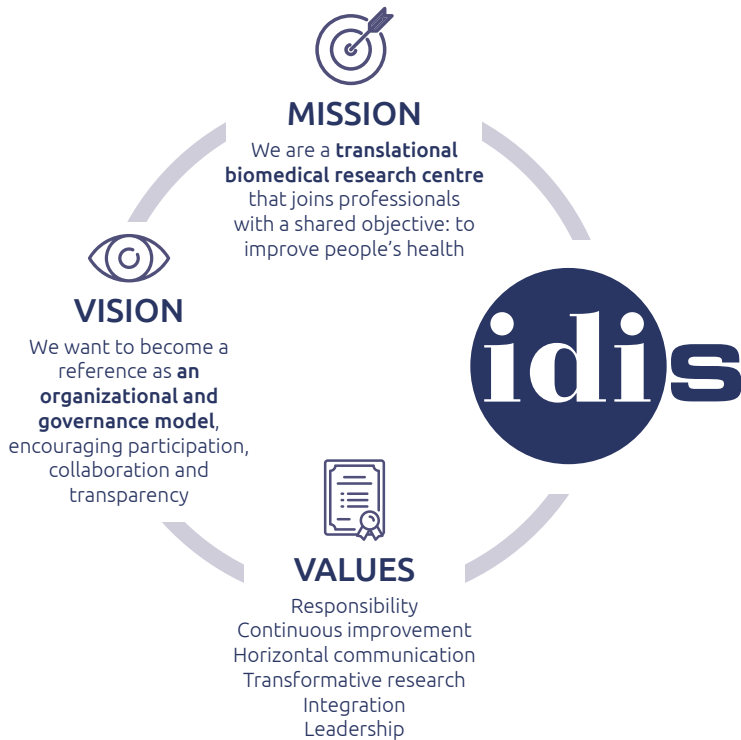 MISSION
We are a translational
biomedical research centre
that joins professionals
with a shared objective: to
improve people’s health
VISION
We want to become a
reference as an
organizational and
governance model,
encouraging participation,
collaboration and
transparency
idis
VALUES
Responsibility
Continuous improvement
Horizontal communication
Transformative research
Integration
Leadership